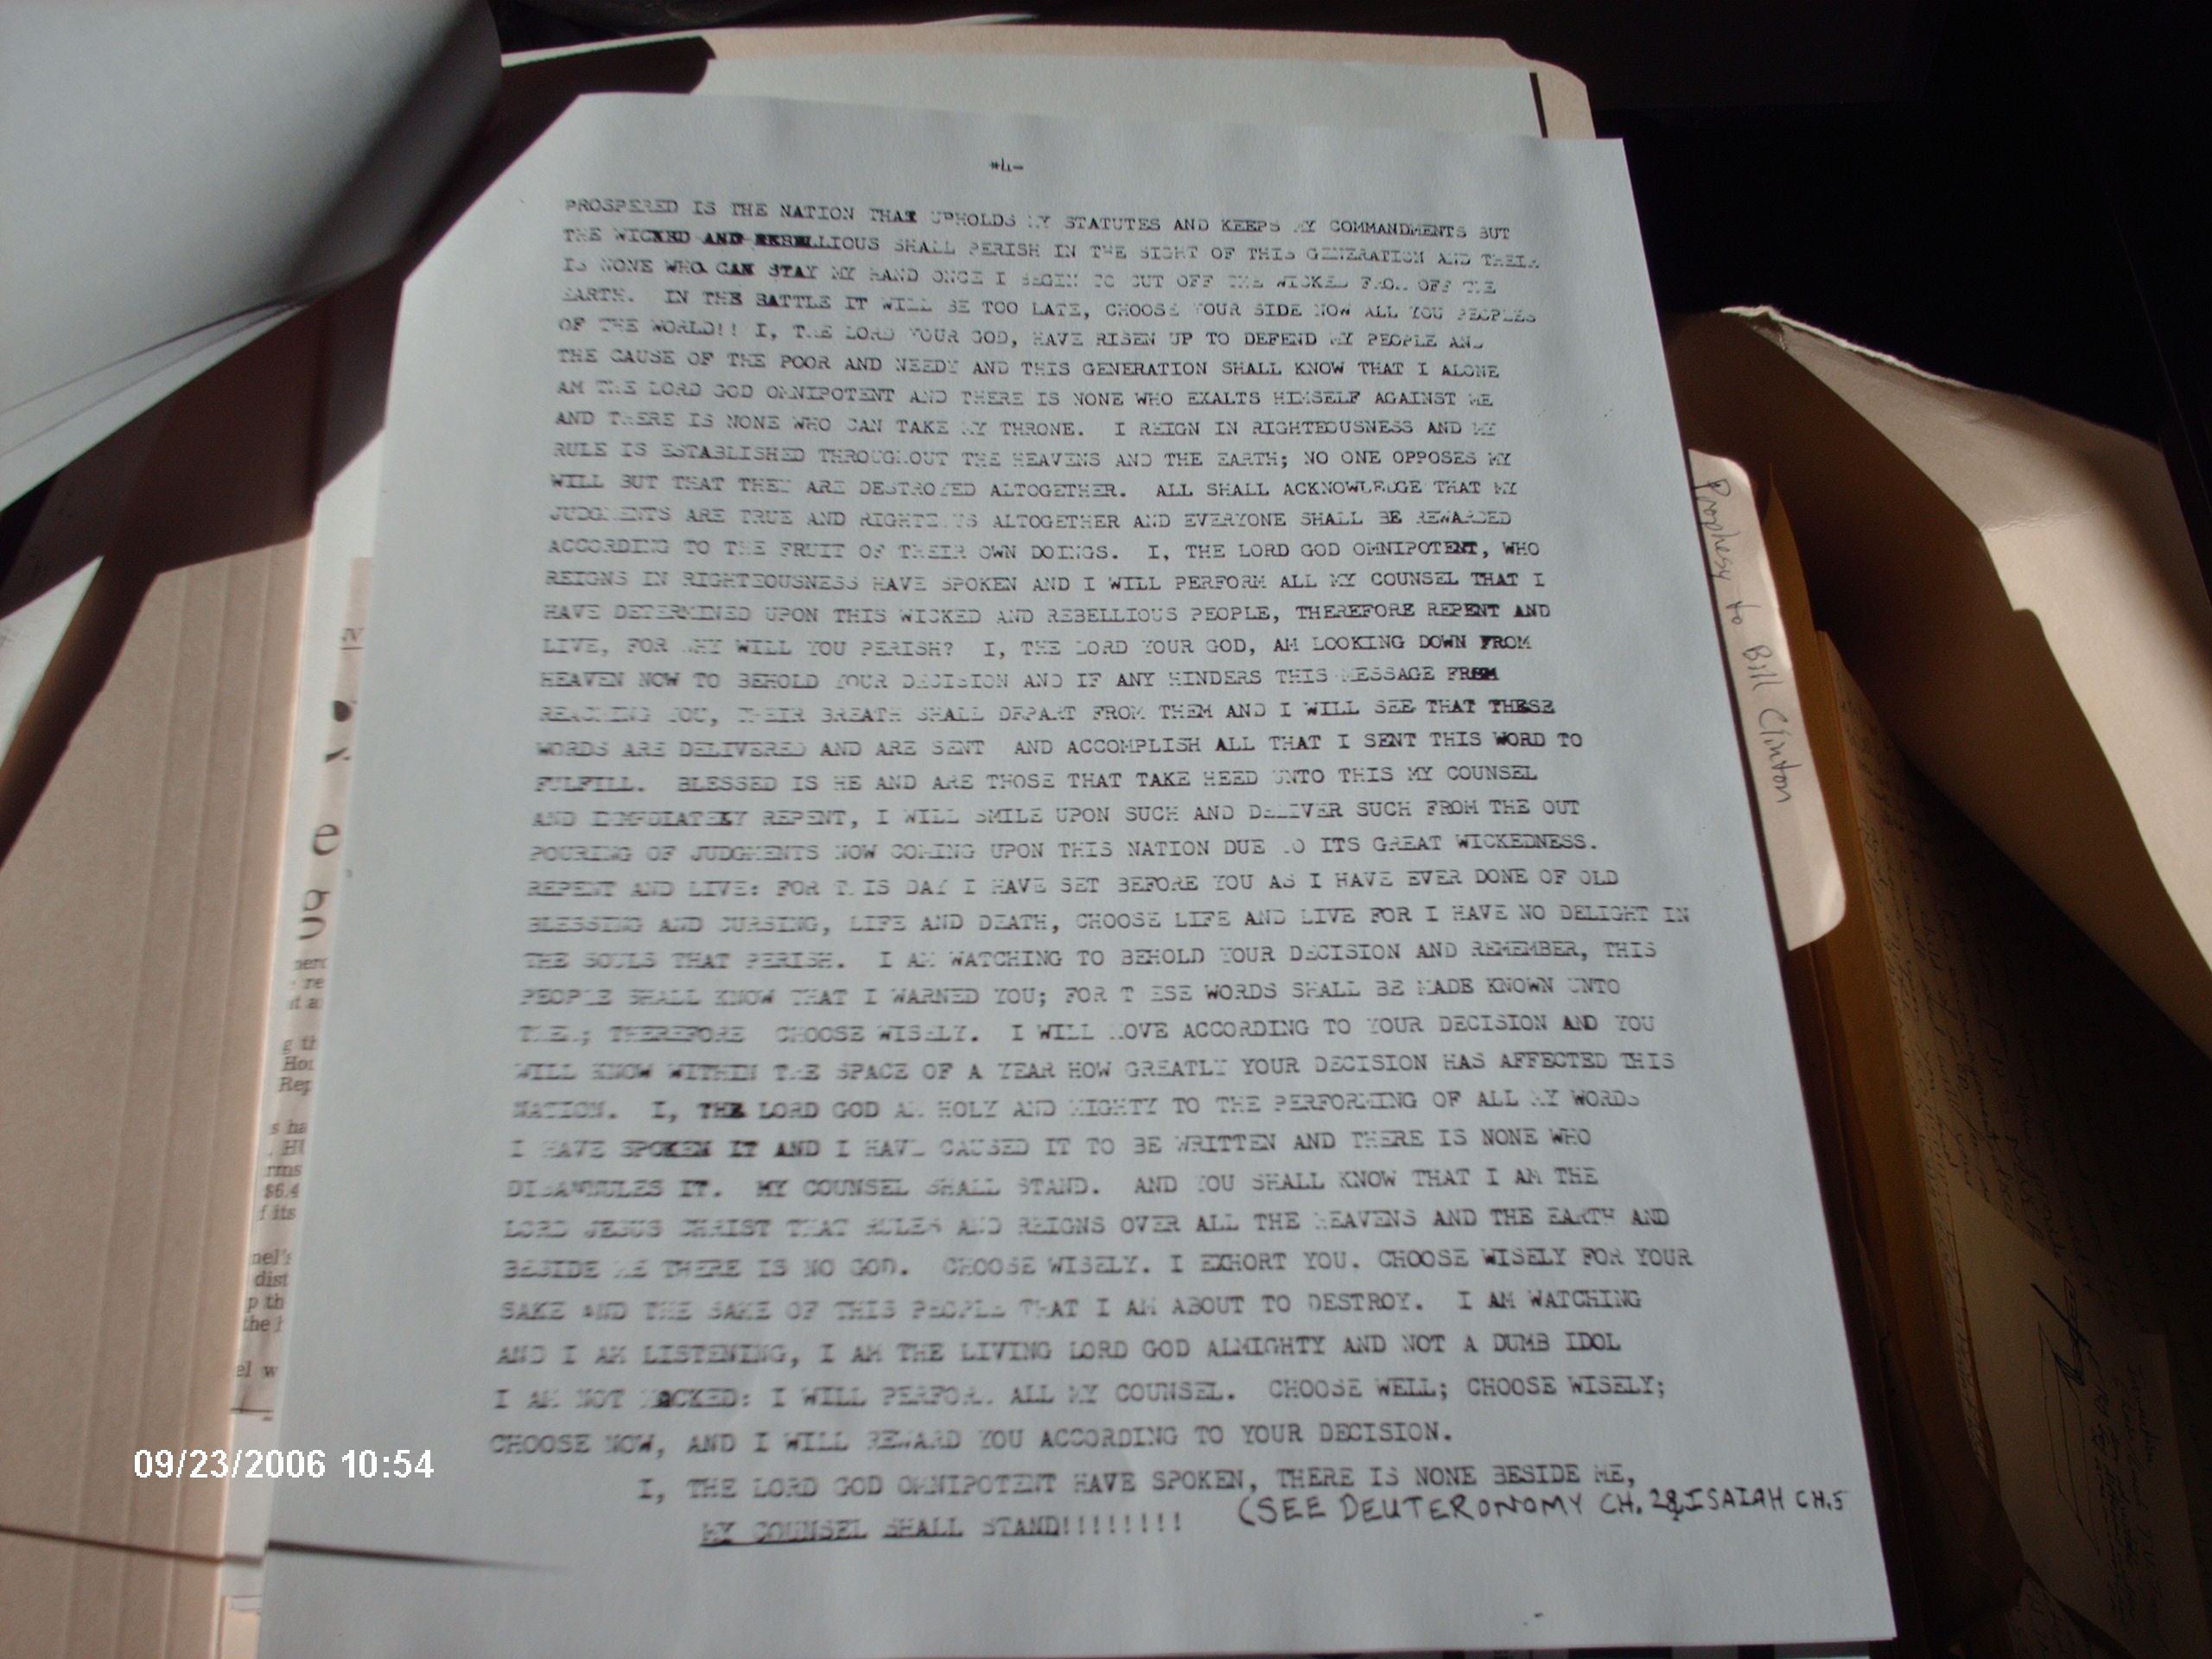 -4-
PROSPERED IS THE NATION THAT UPHOLDS MY STATUTES AND KEEPS MY COMMANDMENTS BUT
THE WICKED AND REBELLIOUS SHALL PERISH IN THE SIGHT OF THIS GENERATION AND THEIR
IS NONE WHO CAN STAY MY HAND ONCE I BEGIN TO CUT OFF THE WICKED FROM OFF THE
EARTH. IN THE BATTLE IT WILL BE TOO LATE, CHOOSE YOUR SIDE NOW ALL YOU PEOPLES
OF THE WORLD!! I, THE LORD YOUR GOD, HAVE RISEN UP TO DEFEND MY PEOPLE AND
THE CAUSE OF THE POOR AND NEEDY AND THIS GENERATION SHALL KNOW THAT I ALONE
AM THE LORD GOD OMNIPOTENT AND THERE IS NONE WHO EXALTS HIMSELF AGAINST ME
AND THERE IS NONE WHO CAN TAKE MY THRONE. I REIGN IN RIGHTEOUSNESS AND MY
RULE IS ESTABLISHED THROUGHOUT THE HEAVENS AND THE EARTH; NO ONE OPPOSES MY
WILL BUT THAT THEY ARE DESTROYED ALTOGETHER. ALL SHALL ACKNOWLEDGE THAT MY
JUDGMENTS ARE TRUE AND RIGHTEOUS ALTOGETHER AND EVERYONE SHALL BE REWARDED
ACCORDING TO THE FRUIT OF THEIR OWN DOINGS. I, THE LORD GOD OMNIPOTENT, WHO
REIGNS IN RIGHTEOUSNESS HAVE SPOKEN AND I WILL PERFORM ALL MY COUNSEL THAT I
HAVE DETERMINED UPON THIS WICKED AND REBELLIOUS PEOPLE, THEREFORE REPENT AND
LIVE, FOR WHY WILL YOU PERISH? I, THE LORD YOUR GOD, AM LOOKING DOWN FROM
HEAVEN NOW TO BEHOLD YOUR DECISION AND IF ANY HINDERS THIS MESSAGE FROM
REACHING YOU, THEIR BREATH SHALL DEPART FROM THEM AND I WILL SEE THAT THESE
WORDS ARE DELIVERED AND ARE SENT AND ACCOMPLISH ALL THAT I SENT THIS WORD TO
FULFILL. BLESSED IS HE AND ARE THOSE THAT TAKE HEED UNTO THIS MY COUNSEL
AND IMMEDIATELY REPENT, I WILL SMILE UPON SUCH AND DELIVER SUCH FROM THE OUT
POURING OF JUDGMENTS NOW COMING UPON THIS NATION DUE TO ITS GREAT WICKEDNESS.
REPENT AND LIVE: FOR THIS DAY I HAVE SET BEFORE YOU AS I HAVE EVER DONE OF OLD
BLESSING AND CURSING, LIFE AND DEATH, CHOOSE LIFE AND LIVE FOR I HAVE NO DELIGHT IN
THE SOULS THAT PERISH. I AM WATCHING TO BEHOLD YOUR DECISION AND REMEMBER, THIS
PEOPLE SHALL KNOW THAT I WARNED YOU; FOR THESE WORDS SHALL BE MADE KNOWN UNTO
THEM; THEREFORE CHOOSE WISELY. I WILL MOVE ACCORDING TO YOUR DECISION AND YOU
WILL KNOW WITHIN THE SPACE OF A YEAR HOW GREATLY YOUR DECISION HAS AFFECTED THIS
NATION. I, THE LORD GOD AM HOLY AND MIGHTY TO THE PERFORMING OF ALL MY WORDS
I HAVE SPOKEN IT AND I HAVE CAUSED IT TO BE WRITTEN AND THERE IS NONE WHO
DISANNULES IT. MY COUNSEL SHALL STAND. AND YOU SHALL KNOW THAT I AM THE
LORD JESUS CHRIST THAT RULES AND REIGNS OVER ALL THE HEAVENS AND THE EARTH AND
BESIDE ME THERE IS NO GOD. CHOOSE WISELY. I EXHORT YOU. CHOOSE WISELY FOR YOUR
SAKE AND THE SAKE OF THIS PEOPLE THAT I AM ABOUT TO DESTROY. I AM WATCHING
AND I AM LISTENING, I AM THE LIVING LORD GOD ALMIGHTY AND NOT A DUMB IDOL
I AM NOT MOCKED: I WILL PERFORM ALL MY COUNSEL. CHOOSE WELL; CHOOSE WISELY;
CHOOSE NOW, AND I WILL REWARD YOU ACCORDING TO YOUR DECISION.
I, THE LORD GOD OMNIPOTENT HAVE SPOKEN, THERE IS NONE BESIDE ME,
MY COUNSEL SHALL STAND!!!!!!!!
(SEE DEUTERONOMY CH. 28 & ISAIAH CH.5
Prophesy to Bill Clinton
09/23/2006 10:54